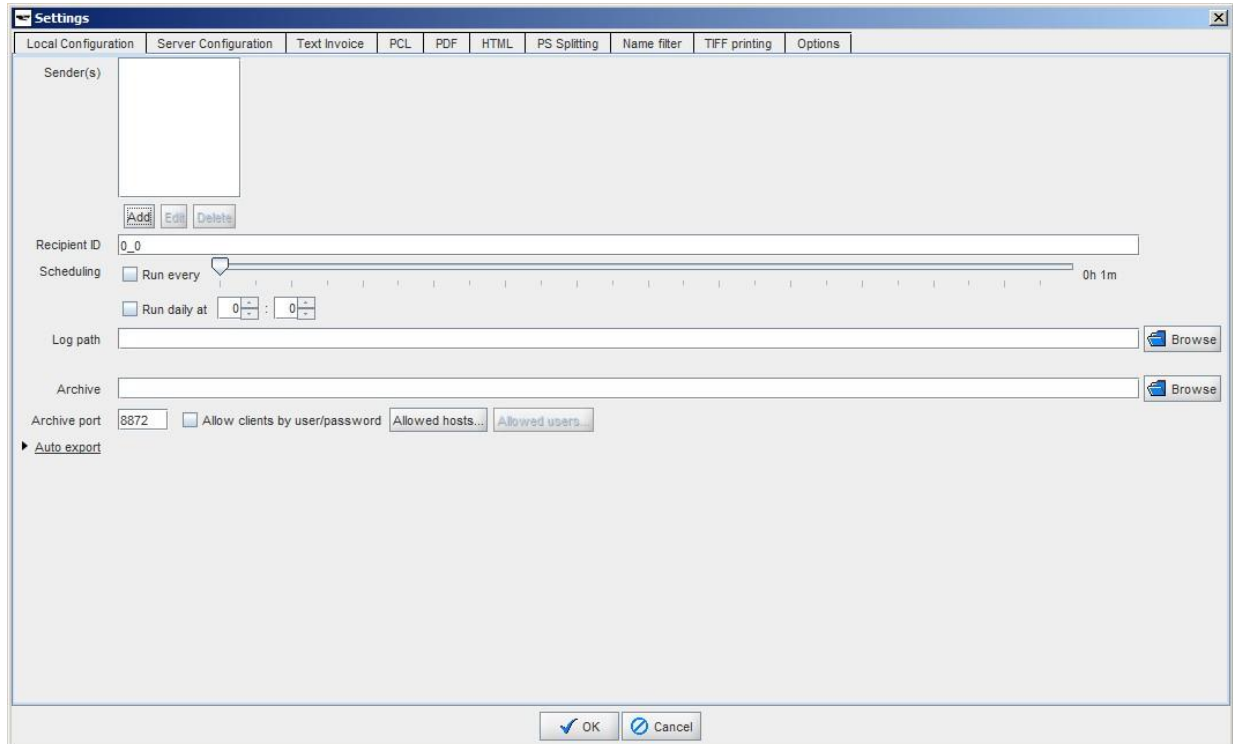 Settings
Local Configuration Server Configuration Text Invoice PCL PDF HTML PS Splitting Name filter TIFF printing Options
Sender(s)
Add Edit Delete
Recipient ID 0_0
Scheduling Run every 0h 1m
Run daily at 0 : 0
Log path Browse
Archive Browse
Archive port 8872 Allow clients by user/password Allowed hosts... Allowed users...
Auto export
OK Cancel